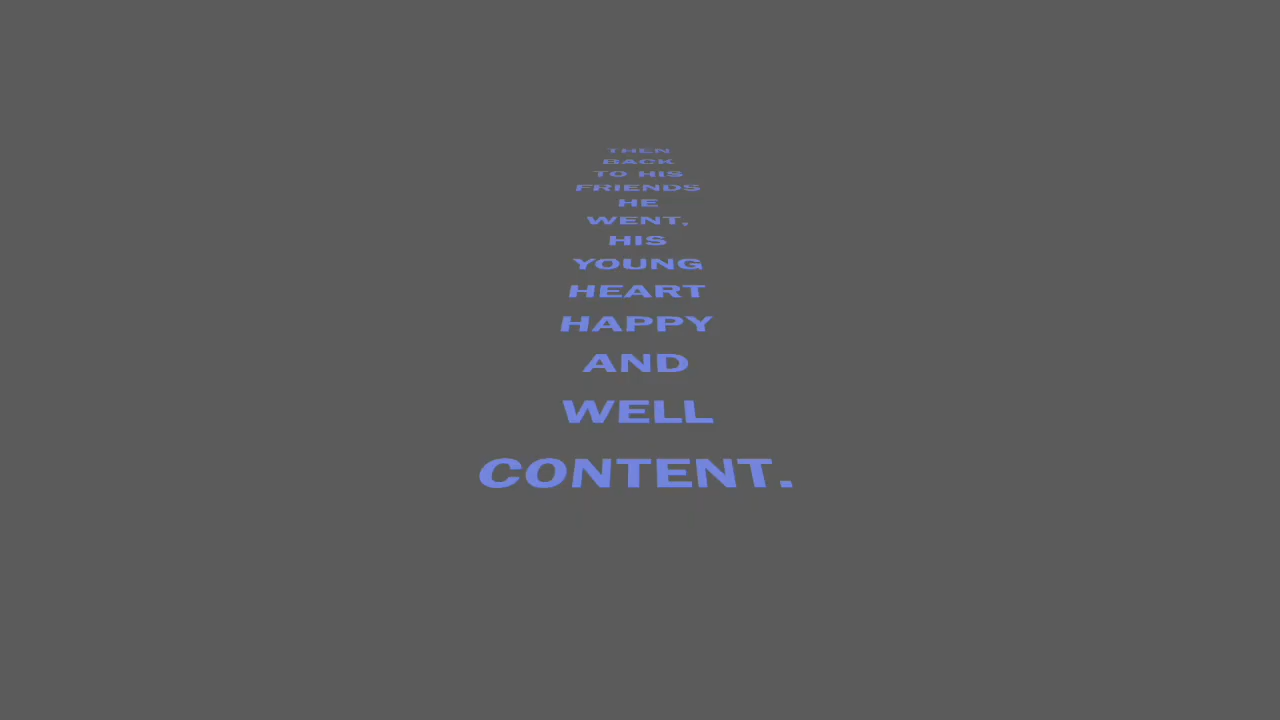 THEN
BACK
TO HIS
FRIENDS
HE
WENT,
HIS
YOUNG
HEART
HAPPY
AND
WELL
CONTENT.